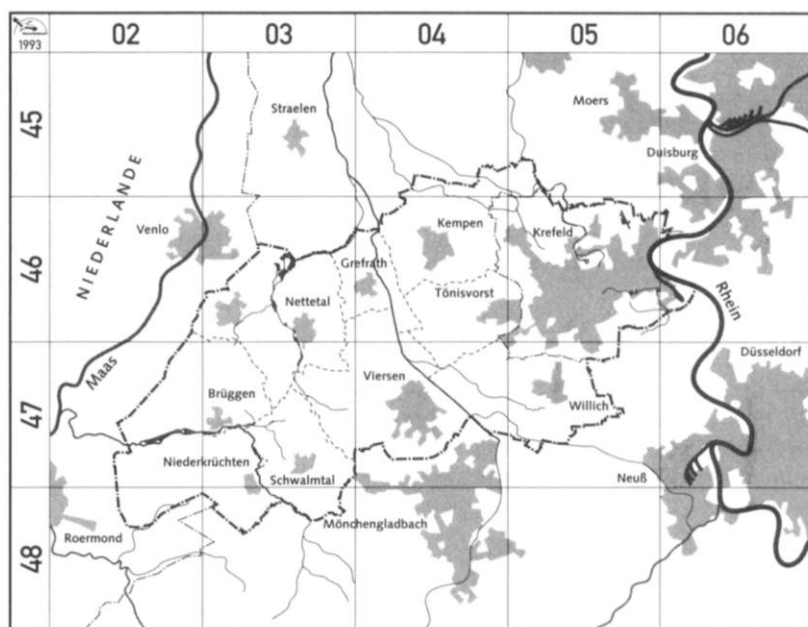 1993
02
03
04
05
06
45
46
47
48
Straelen
Moers
Duisburg
NIEDERLANDE
Venlo
Kempen
Krefeld
Grefrath
Nettetal
Tönisvorst
Rhein
Maas
Düsseldorf
Brüggen
Viersen
Willich
Niederkrüchten
Schwalmtal
Neuß
Mönchengladbach
Roermond